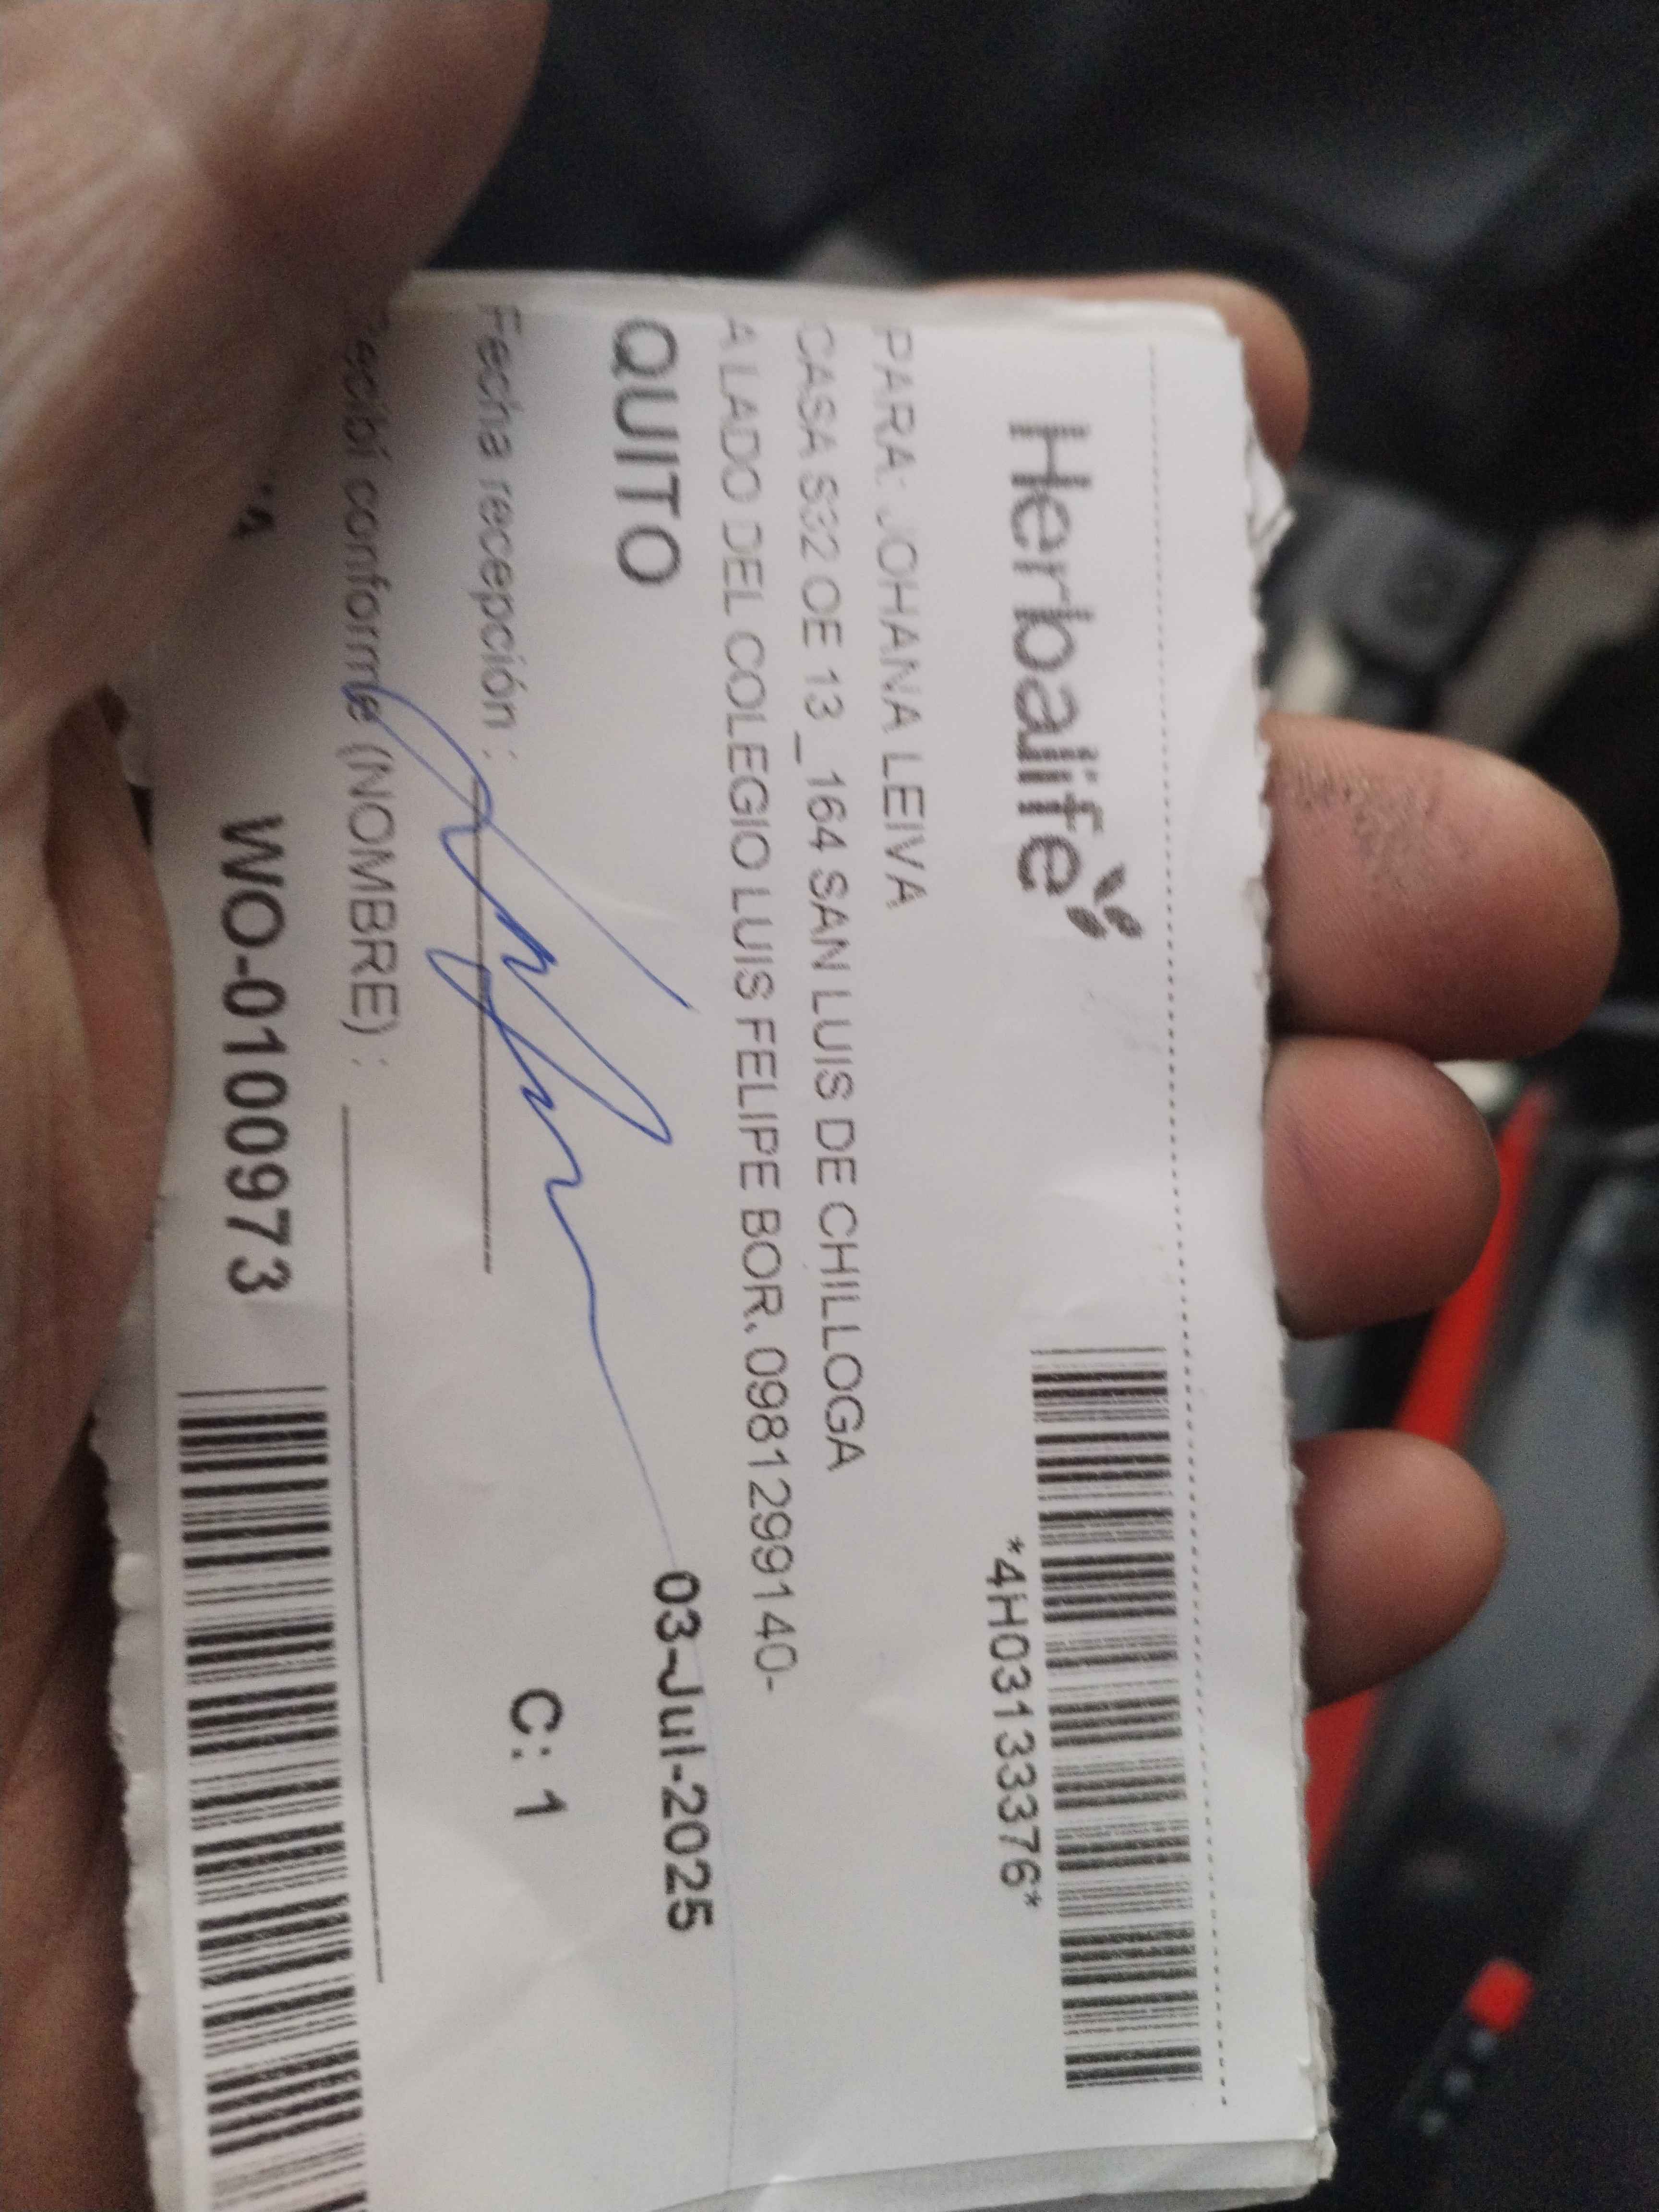 Herbalife
*4H03133376*
PARA: JOHANA LEIVA
CASA S32 OE 13_164 SAN LUIS DE CHILLOGA
A LADO DEL COLEGIO LUIS FELIPE BOR. 0981299140-
QUITO
03-Jul-2025
Fecha recepción :
C: 1
Recibí conforme (NOMBRE) :
WO-0100973